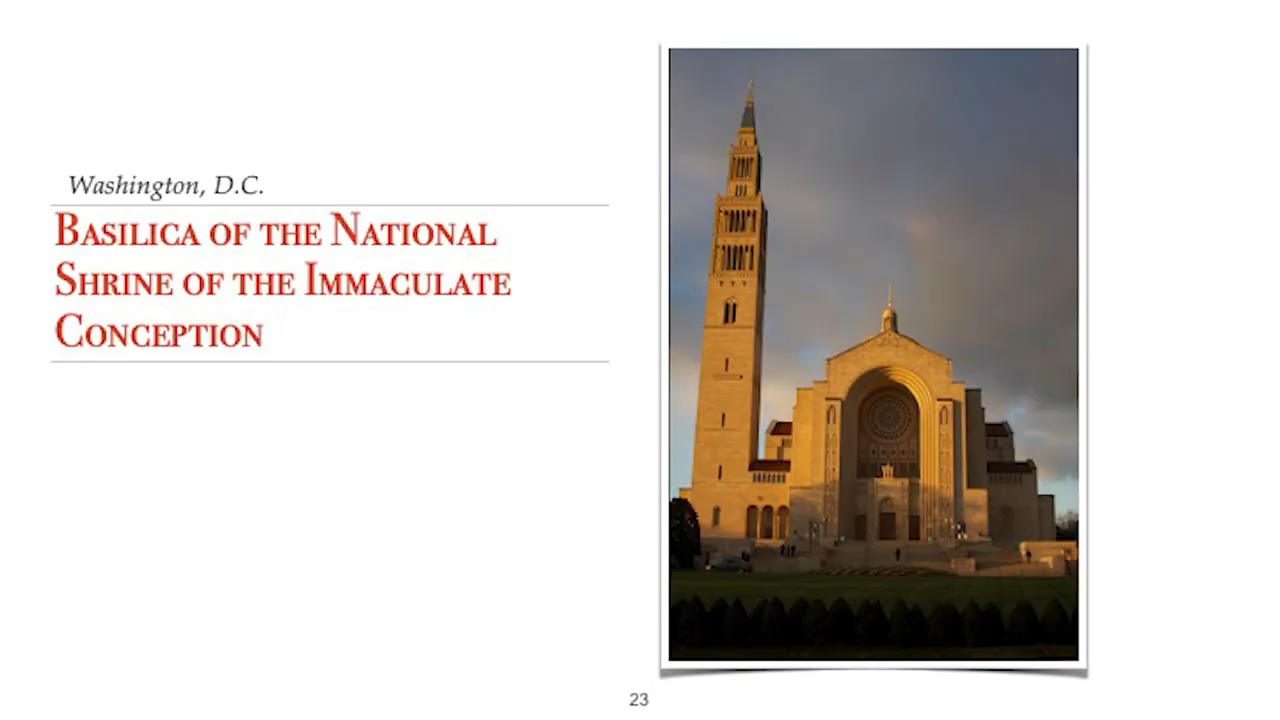 Washington, D.C.
Basilica of the National
Shrine of the Immaculate
Conception
23